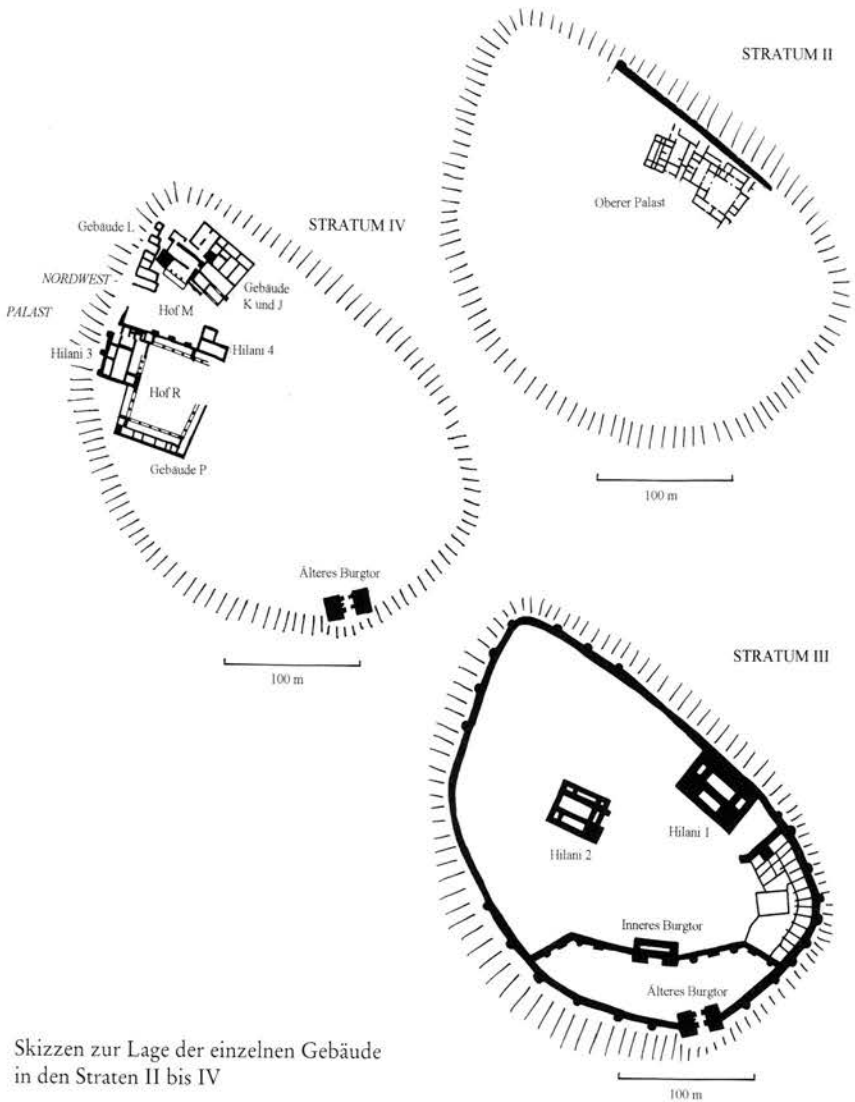 STRATUM II
Oberer Palast
100 m
STRATUM IV
Gebäude L
NORDWEST -
PALAST
Gebäude
K und J
Hof M
Hilani 3
Hilani 4
Hof R
Gebäude P
Älteres Burgtor
100 m
STRATUM III
Hilani 1
Hilani 2
Inneres Burgtor
Älteres Burgtor
100 m
Skizzen zur Lage der einzelnen Gebäude
in den Straten II bis IV